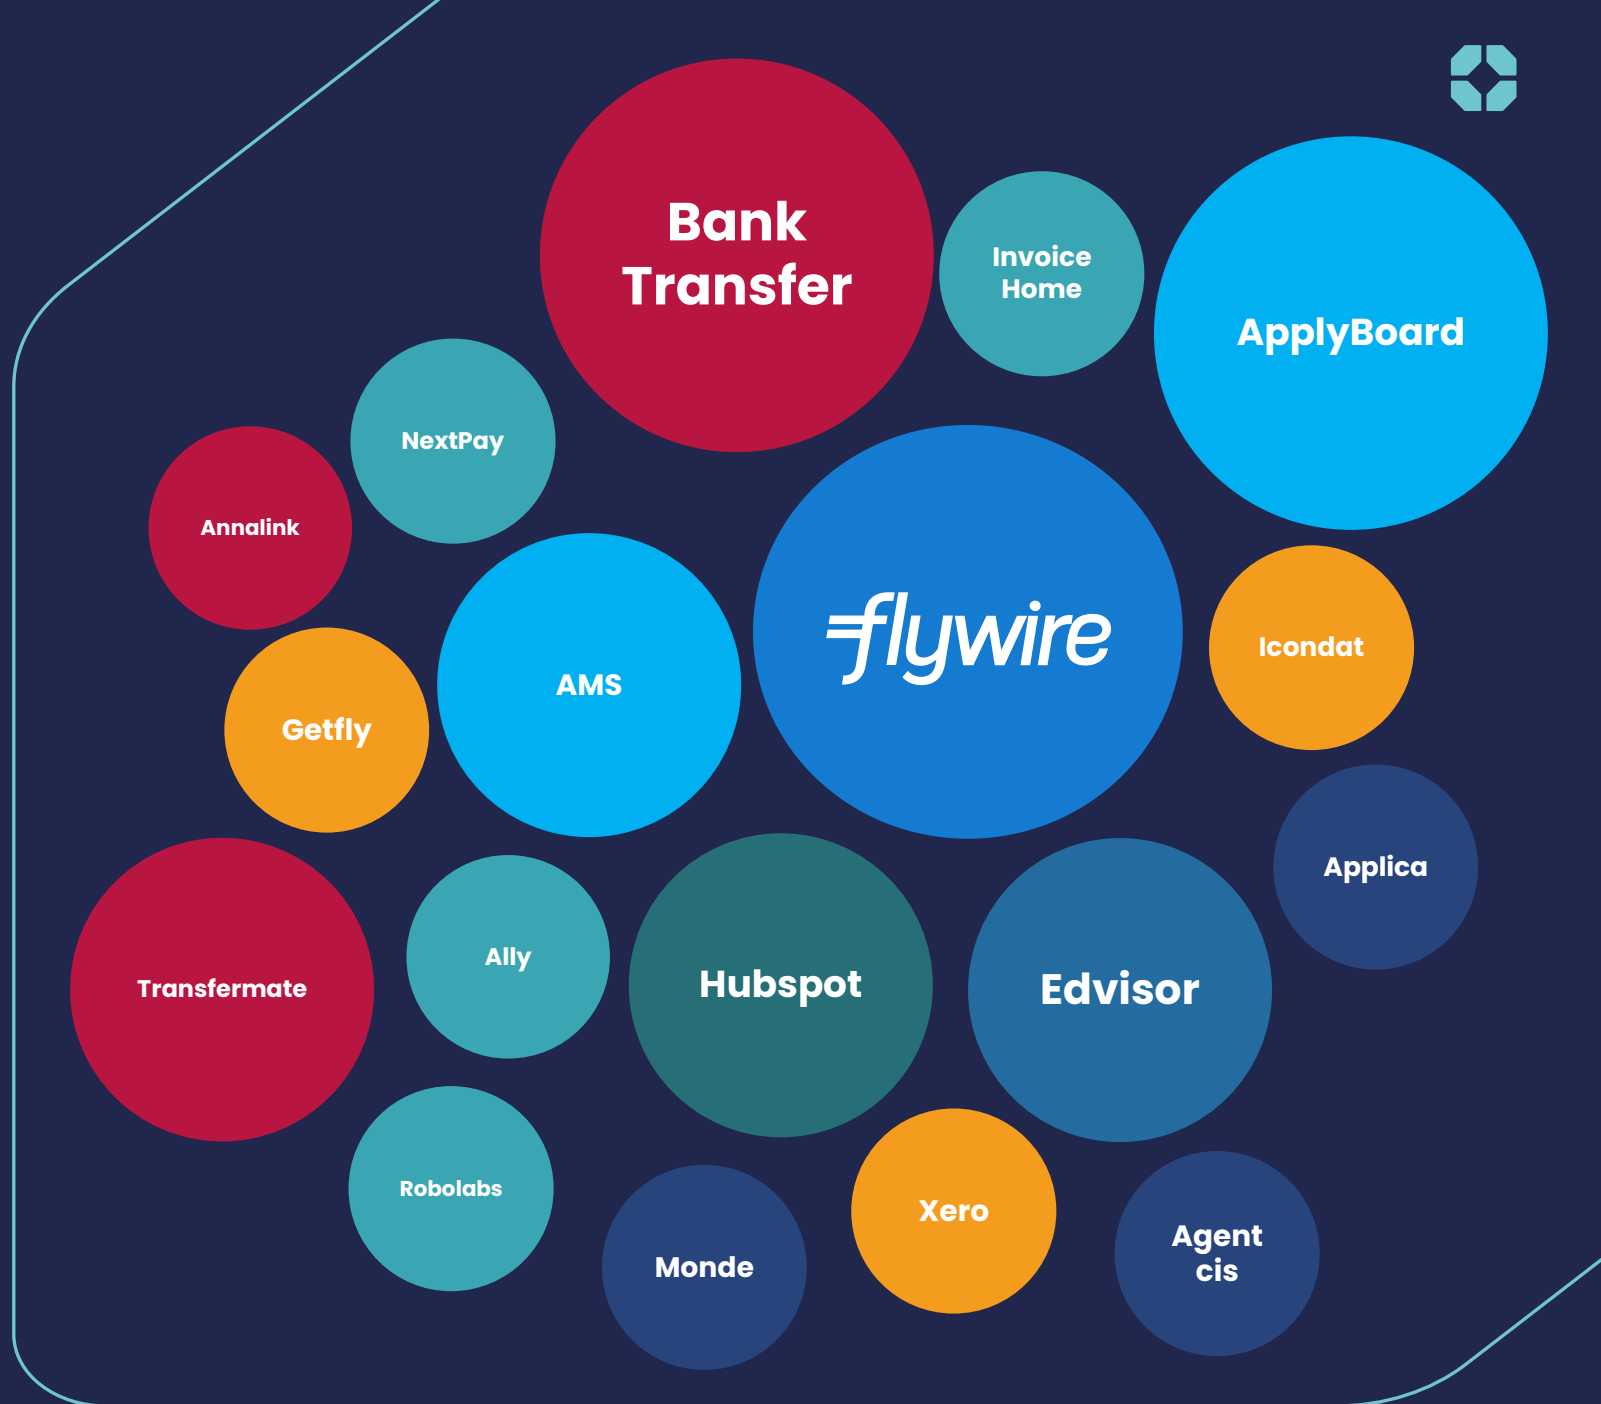 Bank
Transfer
Invoice
Home
ApplyBoard
NextPay
Annalink
flywire
Icondat
AMS
Getfly
Applica
Transfermate
Ally
Hubspot
Edvisor
Robolabs
Monde
Xero
Agent
cis